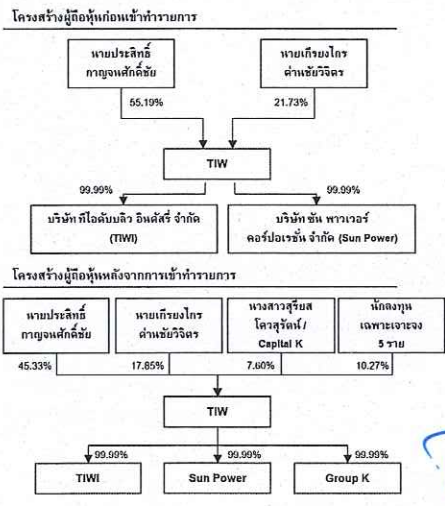 โครงสร้างผู้ถือหุ้นก่อนเข้าทำรายการ
นายประสิทธิ์
กาญจนศักดิ์ชัย
นายเกรียงไกร
ด่านชัยวิจิตร
55.19%
21.73%
TIW
99.99%
99.99%
บริษัท ทีไอดับบลิว อินดัสรี่ จำกัด
(TIWI)
บริษัท ซัน พาวเวอร์
คอร์ปอเรชั่น จำกัด (Sun Power)
โครงสร้างผู้ถือหุ้นหลังจากการเข้าทำรายการ
นายประสิทธิ์
กาญจนศักดิ์ชัย
นายเกรียงไกร
ด่านชัยวิจิตร
นางสาวสุรียส
โควสุรัตน์ /
Capital K
นักลงทุน
เฉพาะเจาะจง
5 ราย
45.33%
17.85%
7.60%
10.27%
TIW
99.99%
99.99%
99.99%
TIWI
Sun Power
Group K